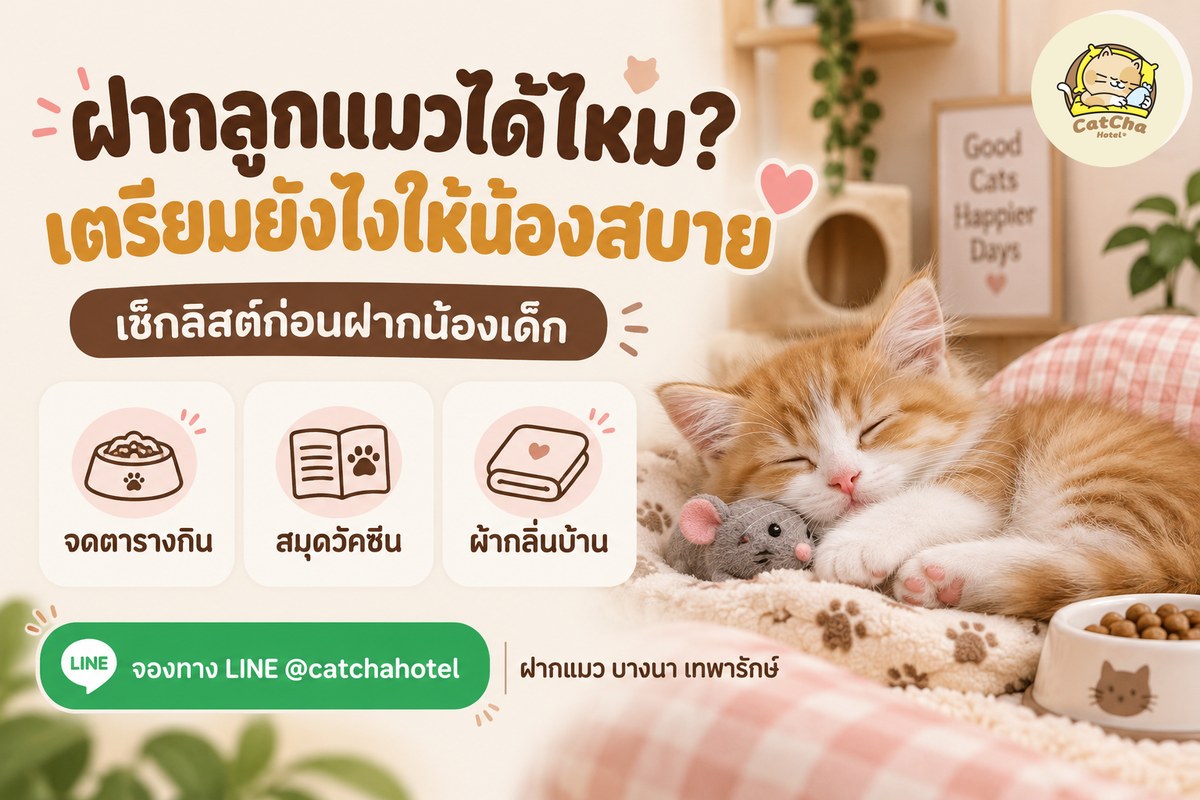 ฝากลูกแมวได้ไหม?
เตรียมยังไงให้น้องสบาย
เช็กลิสต์ก่อนฝากน้องเด็ก
จดตารางกิน
สมุดวัคซีน
ผ้ากลิ่นบ้าน
LINE
จองทาง LINE @catchahotel
ฝากแมว บางนา เทพารักษ์
Good
Cats
Happier
Days
CatCha
Hotel®